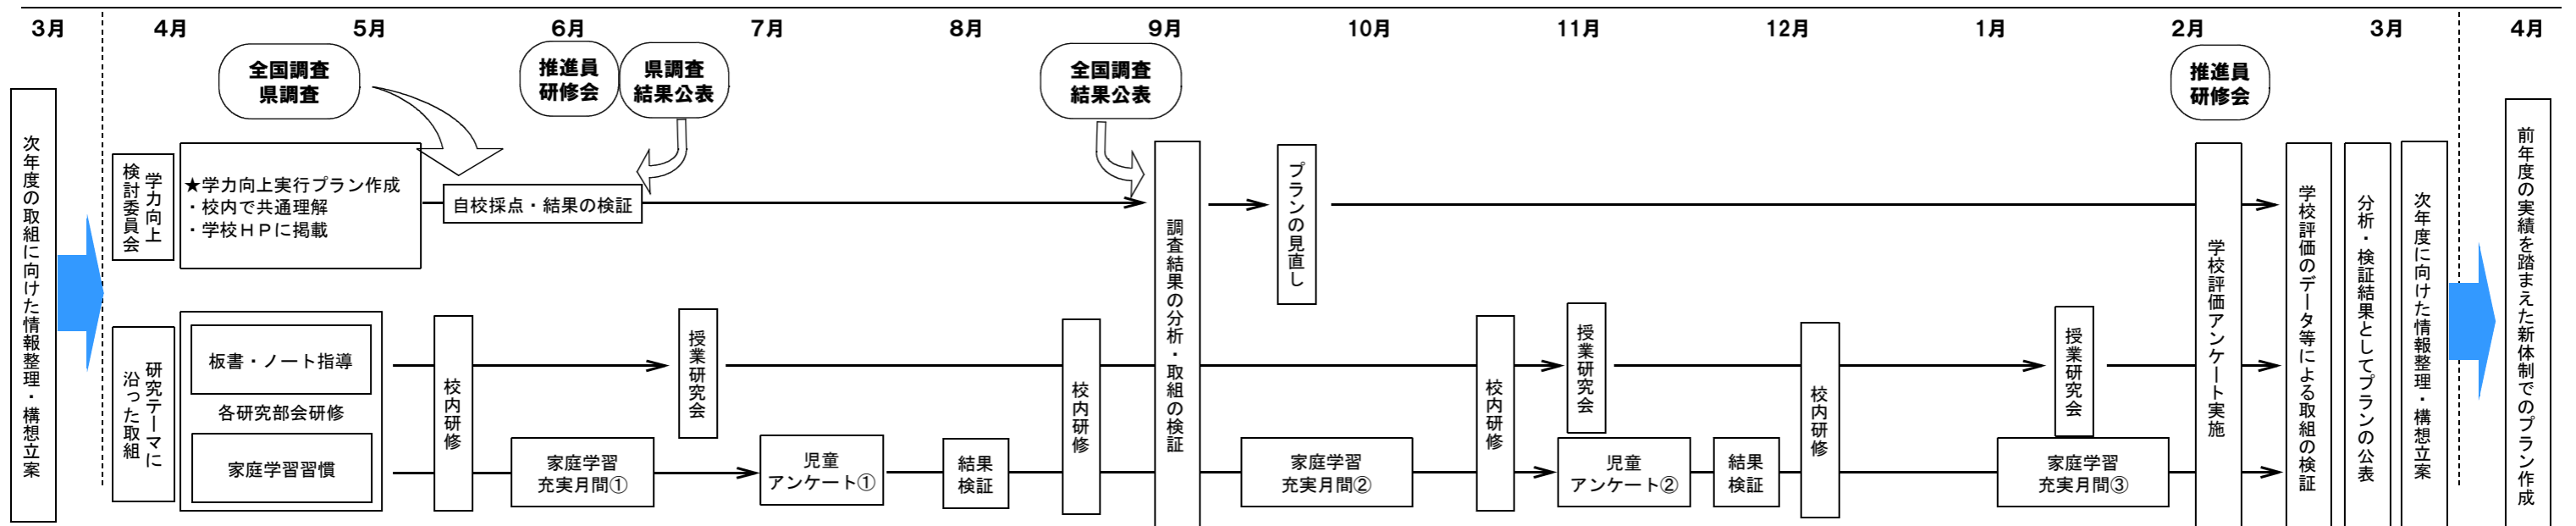 3月
4月
5月
6月
7月
8月
9月
10月
11月
12月
1月
2月
3月
4月
全国調査
県調査
推進員
研修会
県調査
結果公表
全国調査
結果公表
推進員
研修会
次年度の取組に向けた情報整理・構想立案
学力向上
検討委員会
★学力向上実行プラン作成
・校内で共通理解
・学校ＨＰに掲載
自校採点・結果の検証
調査結果の分析・取組の検証
プランの見直し
学校評価アンケート実施
学校評価のデータ等による取組の検証
分析・検証結果としてプランの公表
次年度に向けた情報整理・構想立案
前年度の実績を踏まえた新体制でのプラン作成
研究テーマに
沿った取組
板書・ノート指導
各研究部会研修
家庭学習習慣
校内研修
授業研究会
校内研修
校内研修
授業研究会
校内研修
授業研究会
家庭学習
充実月間①
児童
アンケート①
結果
検証
家庭学習
充実月間②
児童
アンケート②
結果
検証
家庭学習
充実月間③